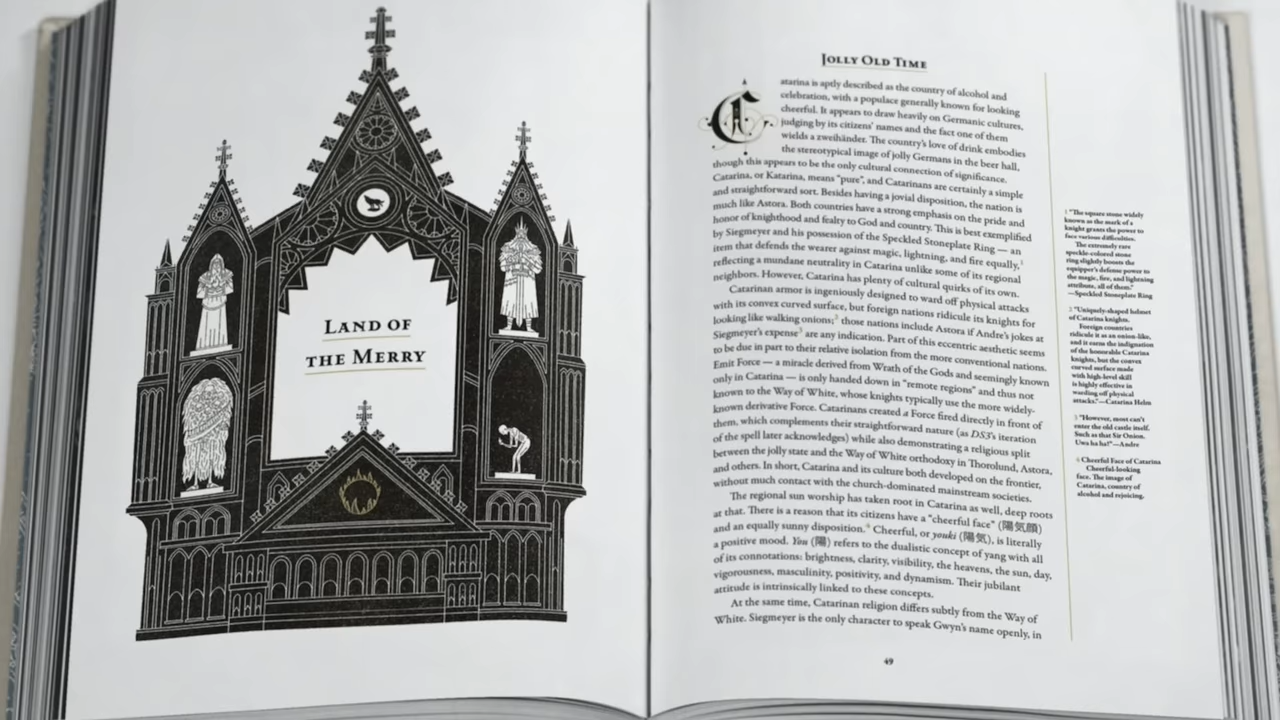 LAND OF
THE MERRY
JOLLY OLD TIME
Catarina is aptly described as the country of alcohol and
celebration, with a populace generally known for looking
cheerful. It appears to draw heavily on Germanic cultures,
judging by its citizens' names and the fact one of them
wields a zweihänder. The country's love of drink embodies
the stereotypical image of jolly Germans in the beer hall,
though this appears to be the only cultural connection of significance.
Catarina, or Katarina, means "pure", and Catarinans are certainly a simple
and straightforward sort. Besides having a jovial disposition, the nation is
much like Astora. Both countries have a strong emphasis on the pride and
honor of knighthood and fealty to God and country. This is best exemplified
by Siegmeyer and his possession of the Speckled Stoneplate Ring — an
item that defends the wearer against magic, lightning, and fire equally,¹
reflecting a mundane neutrality in Catarina unlike some of its regional
neighbors. However, Catarina has plenty of cultural quirks of its own.
Catarinan armor is ingeniously designed to ward off physical attacks
with its convex curved surface, but foreign nations ridicule its knights for
looking like walking onions;² those nations include Astora if Andre's jokes at
Siegmeyer's expense³ are any indication. Part of this eccentric aesthetic seems
to be due in part to their relative isolation from the more conventional nations.
Emit Force — a miracle derived from Wrath of the Gods and seemingly known
only in Catarina — is only handed down in "remote regions" and thus not
known to the Way of White, whose knights typically use the more widely-
known derivative Force. Catarinans created a Force fired directly in front of
them, which complements their straightforward nature (as DS3's iteration
of the spell later acknowledges) while also demonstrating a religious split
between the jolly state and the Way of White orthodoxy in Thorolund, Astora,
and others. In short, Catarina and its culture both developed on the frontier,
without much contact with the church-dominated mainstream societies.
The regional sun worship has taken root in Catarina as well, deep roots
at that. There is a reason that its citizens have a "cheerful face" (陽気顔)
and an equally sunny disposition.⁴ Cheerful, or youki (陽気), is literally
a positive mood. You (陽) refers to the dualistic concept of yang with all
of its connotations: brightness, clarity, visibility, the heavens, the sun, day,
vigorousness, masculinity, positivity, and dynamism. Their jubilant
attitude is intrinsically linked to these concepts.
At the same time, Catarinan religion differs subtly from the Way of
White. Siegmeyer is the only character to speak Gwyn's name openly, in
¹ "The square stone widely
known as the mark of a
knight grants the power to
face various difficulties.
The extremely rare
speckle-colored stone
ring slightly boosts the
equipper's defense power to
the magic, fire, and lightning
attributes, all of them."
—Speckled Stoneplate Ring
² "Uniquely-shaped helmet
of Catarina knights.
Foreign countries
ridicule it as an onion-like,
and it earns the indignation
of the honorable Catarina
knights, but the convex
curved surface made
with high-level skill
is highly effective in
warding off physical
attacks."—Catarina Helm
³ "However, most can't
enter the old castle itself.
Such as that Sir Onion.
Uwa ha ha!"—Andre
⁴ Cheerful Face of Catarina
Cheerful-looking
face. The image of
Catarina, country of
alcohol and rejoicing.
49